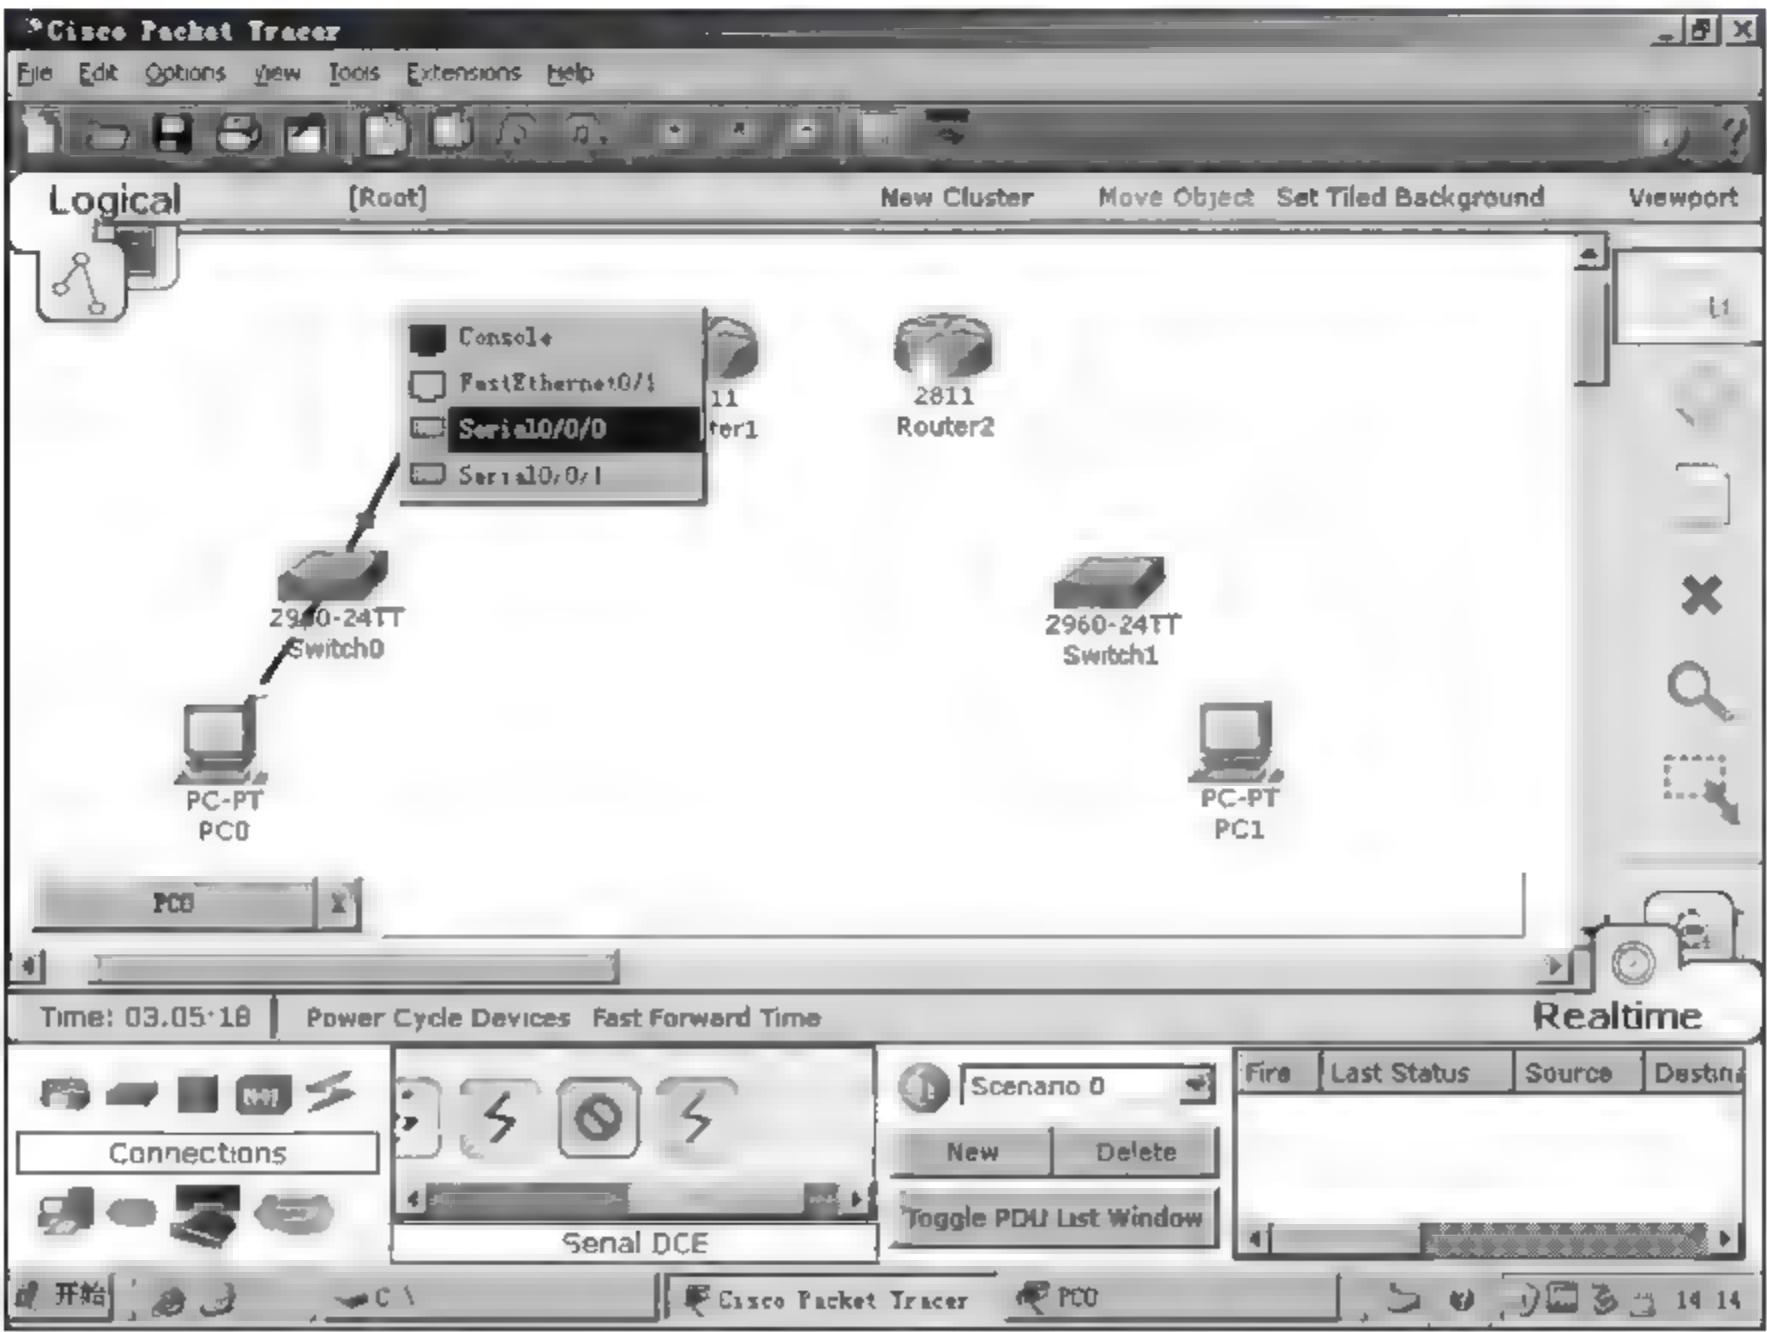 Cisco Packet Tracer
File Edit Options View Tools Extensions Help
Logical [Root] New Cluster Move Object Set Tiled Background Viewport
Console
FastEthernet0/1
Serial0/0/0
Serial0/0/1
11
ter1
2811
Router2
2960-24TT
Switch0
2960-24TT
Switch1
PC-PT
PC0
PC-PT
PC1
PC0 X
Time: 03:05:18 Power Cycle Devices Fast Forward Time Realtime
Connections
Serial DCE
Scenario 0
New Delete
Toggle PDU List Window
Fire Last Status Source Destina
开始 C:\ Cisco Packet Tracer PC0 14:14